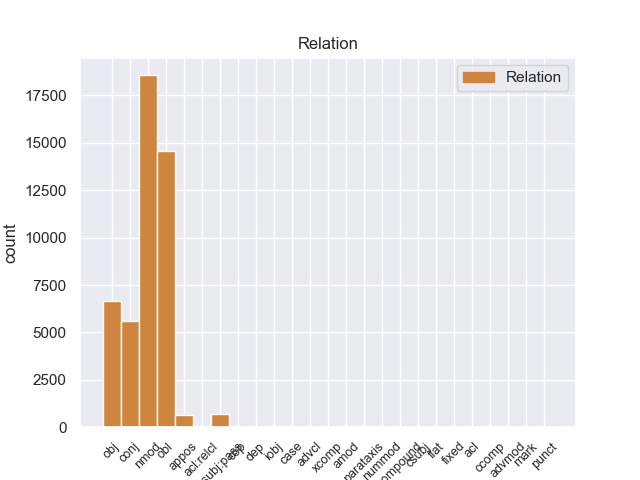 Relation
Relation
count
17500
15000
12500
10000
7500
5000
2500
0
obj
conj
nmod
obl
appos
acl:relcl
dep
iobj
case
advcl
xcomp
amod
parataxis
nummod
csubj
flat
fixed
acl
ccomp
advmod
mark
punct